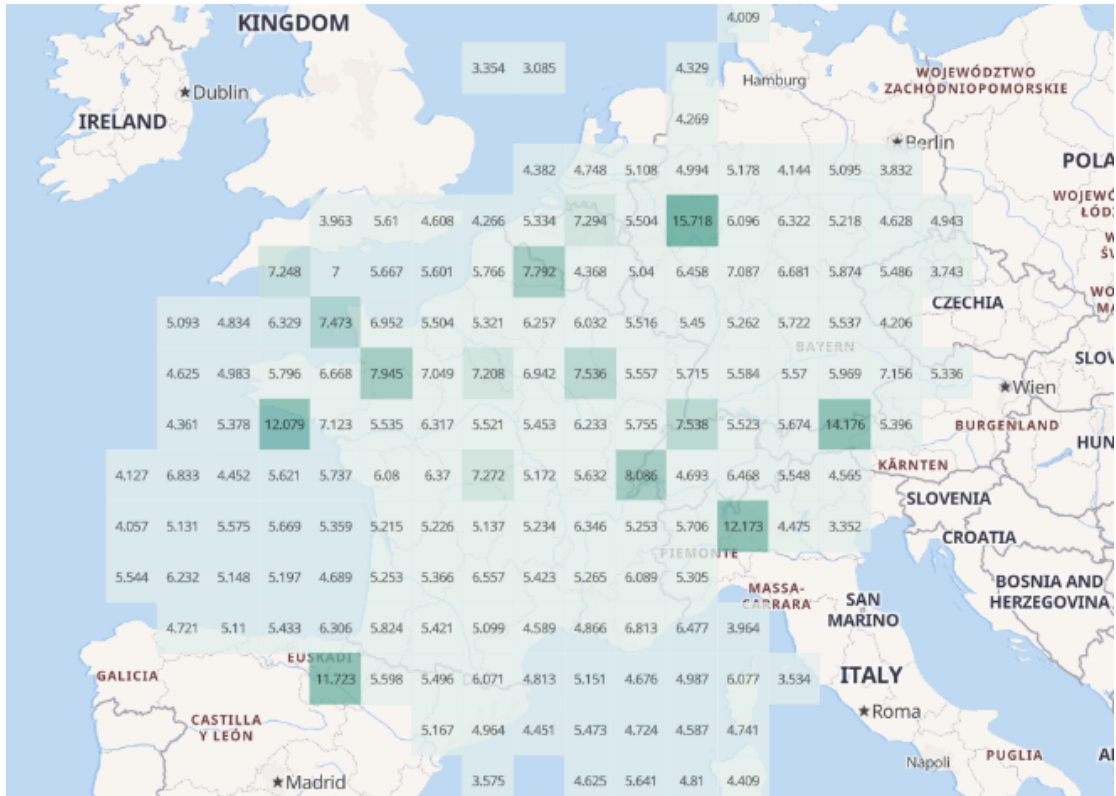 4.009
KINGDOM
3.354 3.085 4.329
Hamburg
WOJEWÓDZTWO
ZACHODNIOPOMORSKIE
Dublin
IRELAND
4.269
Berlin
4.382 4.748 5.108 4.994 5.178 4.144 5.095 3.832
POLA
WOJEWÓ
ŁÓDZ
3.963 5.61 4.608 4.266 5.334 7.294 5.504 15.718 6.096 6.322 5.218 4.628 4.943
7.248 7 5.667 5.601 5.766 7.792 4.368 5.04 6.458 7.087 6.681 5.874 5.486 3.743
CZECHIA
5.093 4.834 6.329 7.473 6.952 5.504 5.321 6.257 6.032 5.516 5.45 5.262 5.722 5.537 4.206
BAYERN
SLOV
4.625 4.983 5.796 6.668 7.945 7.049 7.208 6.942 7.536 5.557 5.715 5.584 5.57 5.969 7.156 5.336
Wien
4.361 5.378 12.079 7.123 5.535 6.317 5.521 5.453 6.233 5.755 7.538 5.523 5.674 14.176 5.396
BURGENLAND
HUN
KÄRNTEN
4.127 6.833 4.452 5.621 5.737 6.08 6.37 7.272 5.172 5.632 8.086 4.693 6.468 5.548 4.565
SLOVENIA
4.057 5.131 5.575 5.669 5.359 5.215 5.226 5.137 5.234 6.346 5.253 5.706 12.173 4.475 3.352
CROATIA
PIEMONTE
5.544 6.232 5.148 5.197 4.689 5.253 5.366 6.557 5.423 5.265 6.089 5.305
MASSA-
CARRARA
SAN
MARINO
BOSNIA AND
HERZEGOVINA
4.721 5.11 5.433 6.306 5.824 5.421 5.099 4.589 4.866 6.813 6.477 3.964
EUSKADI
GALICIA
11.723 5.598 5.496 6.071 4.813 5.151 4.676 4.987 6.077 3.534
ITALY
Roma
CASTILLA
Y LEÓN
5.167 4.964 4.451 5.473 4.724 4.587 4.741
PUGLIA
Napoli
Madrid
3.575 4.625 5.641 4.81 4.409